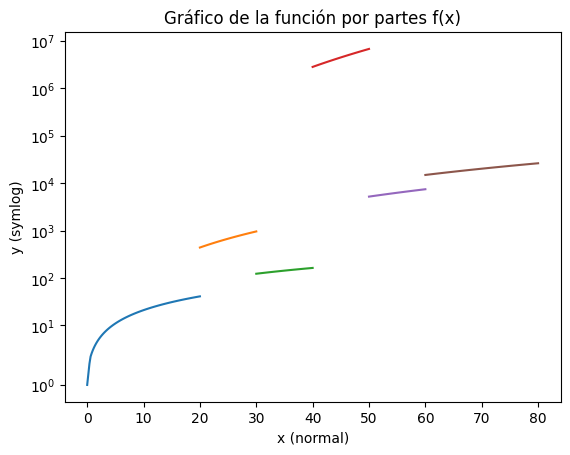 Gráfico de la función por partes f(x)
y (symlog)
10⁷
10⁶
10⁵
10⁴
10³
10²
10¹
10⁰
0 10 20 30 40 50 60 70 80
x (normal)